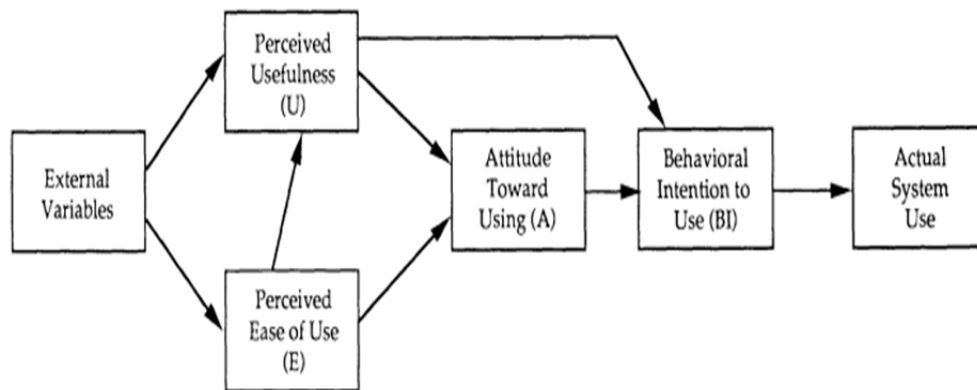 Perceived
Usefulness
(U)
External
Variables
Perceived
Ease of Use
(E)
Attitude
Toward
Using (A)
Behavioral
Intention to
Use (BI)
Actual
System
Use